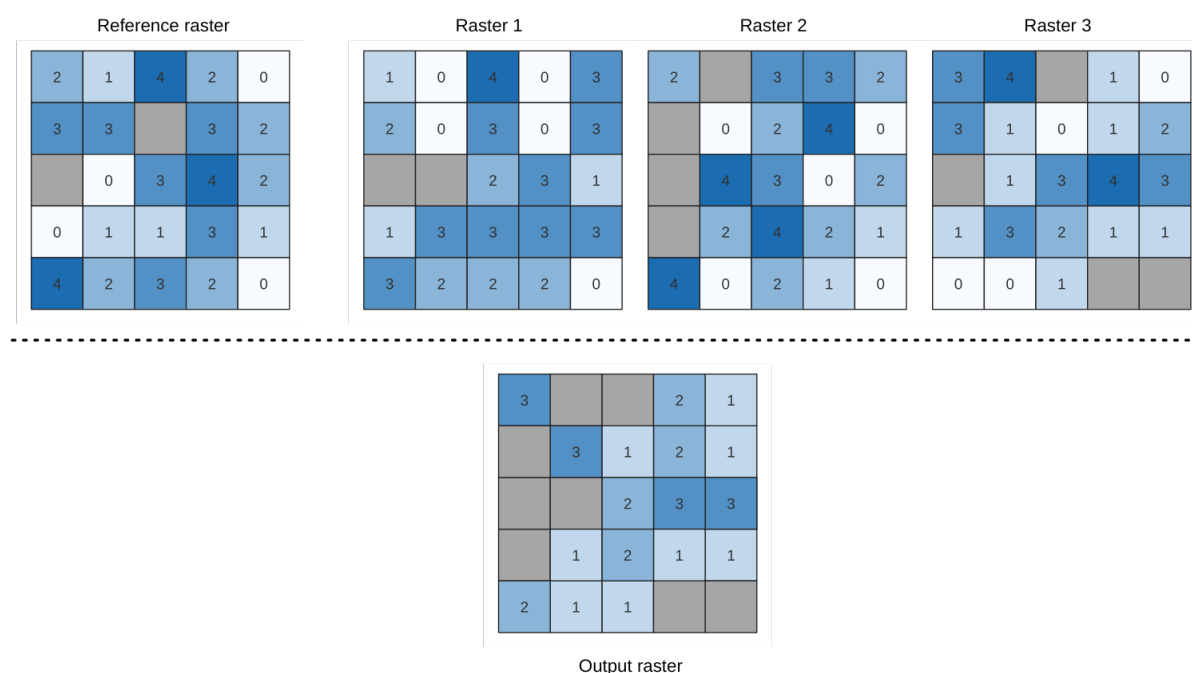 Reference raster Raster 1 Raster 2 Raster 3
2 1 4 2 0 1 0 4 0 3 2 3 3 2 3 4 1 0
3 3 3 2 2 0 3 0 3 0 2 4 0 3 1 0 1 2
0 3 4 2 2 3 1 4 3 0 2 1 3 4 3
0 1 1 3 1 1 3 3 3 3 2 4 2 1 1 3 2 1 1
4 2 3 2 0 3 2 2 2 0 4 0 2 1 0 0 0 1
3 2 1
3 1 2 1
2 3 3
1 2 1 1
2 1 1
Output raster